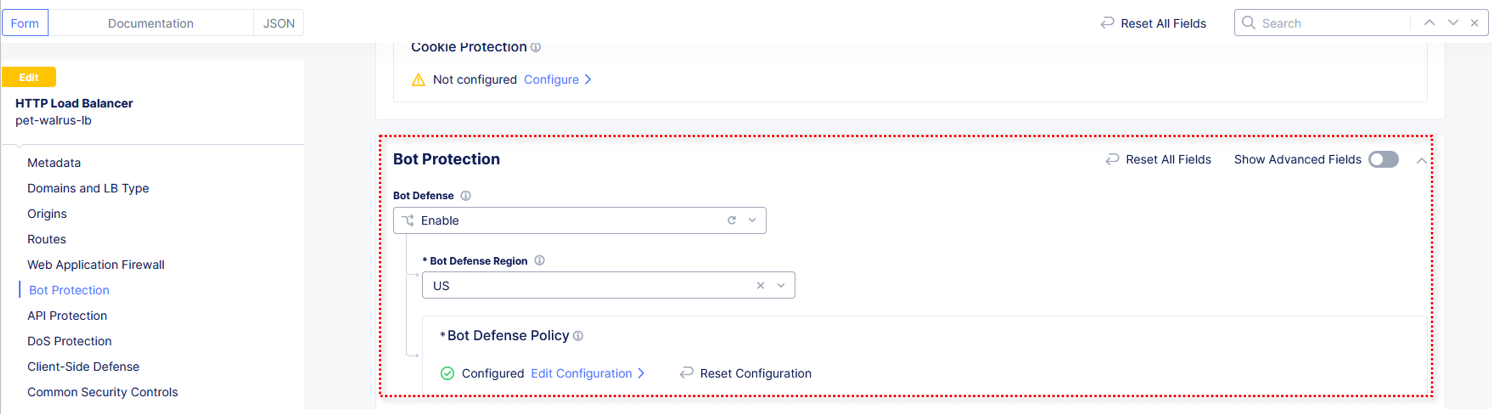 Form Documentation JSON Reset All Fields Search
Cookie Protection
Not configured Configure
Edit
HTTP Load Balancer
pet-walrus-lb
Metadata
Domains and LB Type
Origins
Routes
Web Application Firewall
Bot Protection
API Protection
DoS Protection
Client-Side Defense
Common Security Controls
Bot Protection Reset All Fields Show Advanced Fields
Bot Defense
Enable
* Bot Defense Region
US
* Bot Defense Policy
Configured Edit Configuration Reset Configuration